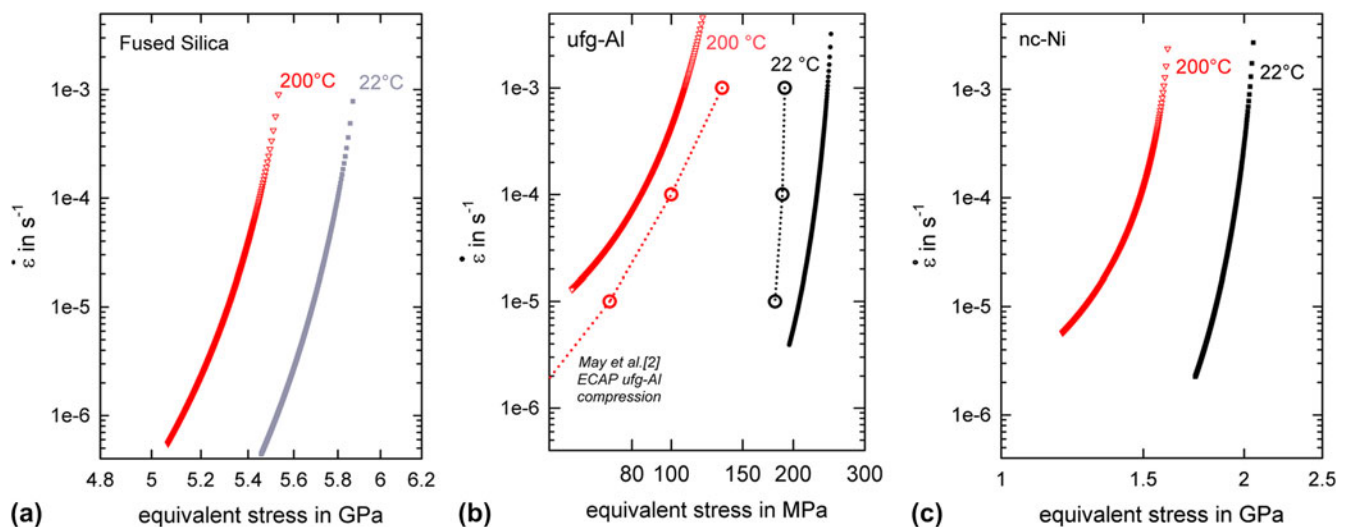 Fused Silica
200°C
22°C
1e-3
1e-4
1e-5
1e-6
ε̇ in s⁻¹
4.8 5 5.2 5.4 5.6 5.8 6 6.2
(a) equivalent stress in GPa
ufg-Al
200 °C
22 °C
1e-3
1e-4
1e-5
1e-6
ε̇ in s⁻¹
May et al.[2]
ECAP ufg-Al
compression
80 100 150 200 300
(b) equivalent stress in MPa
nc-Ni
200°C
22°C
1e-3
1e-4
1e-5
1e-6
ε̇ in s⁻¹
1 1.5 2 2.5
(c) equivalent stress in GPa